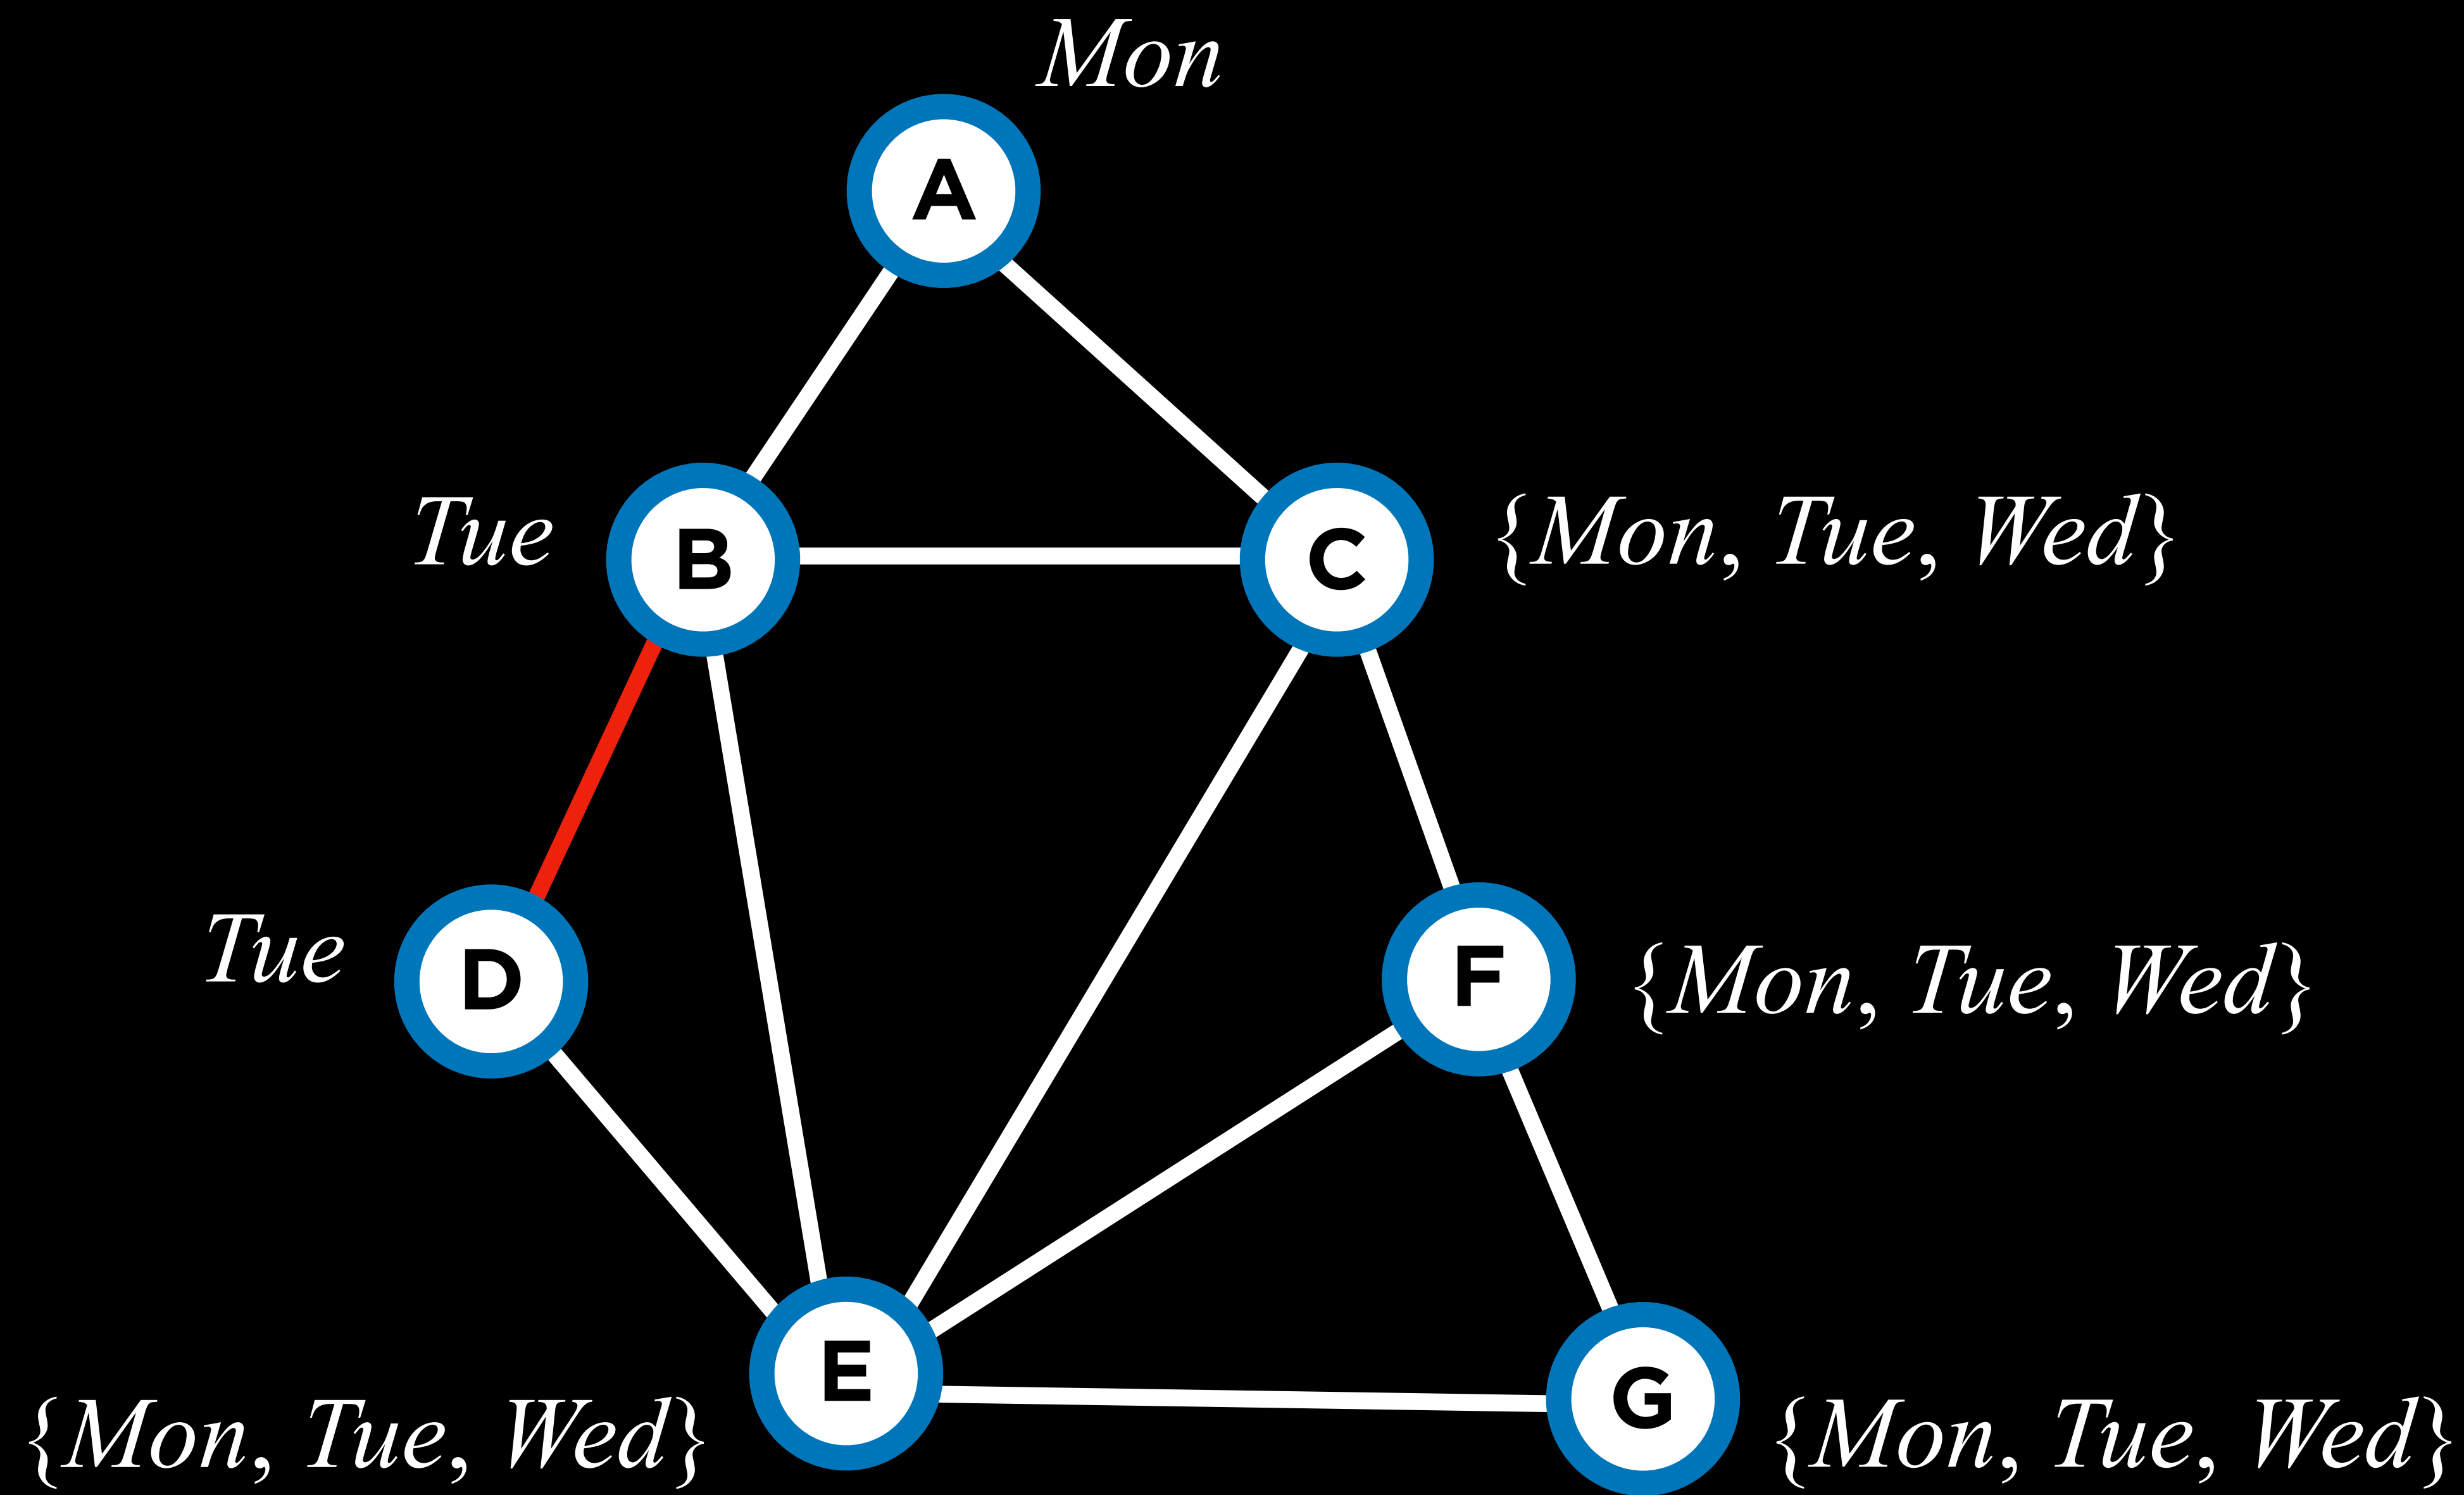 Mon
A
Tue
B
C
{Mon, Tue, Wed}
Tue
D
F
{Mon, Tue, Wed}
E
{Mon, Tue, Wed}
G
{Mon, Tue, Wed}